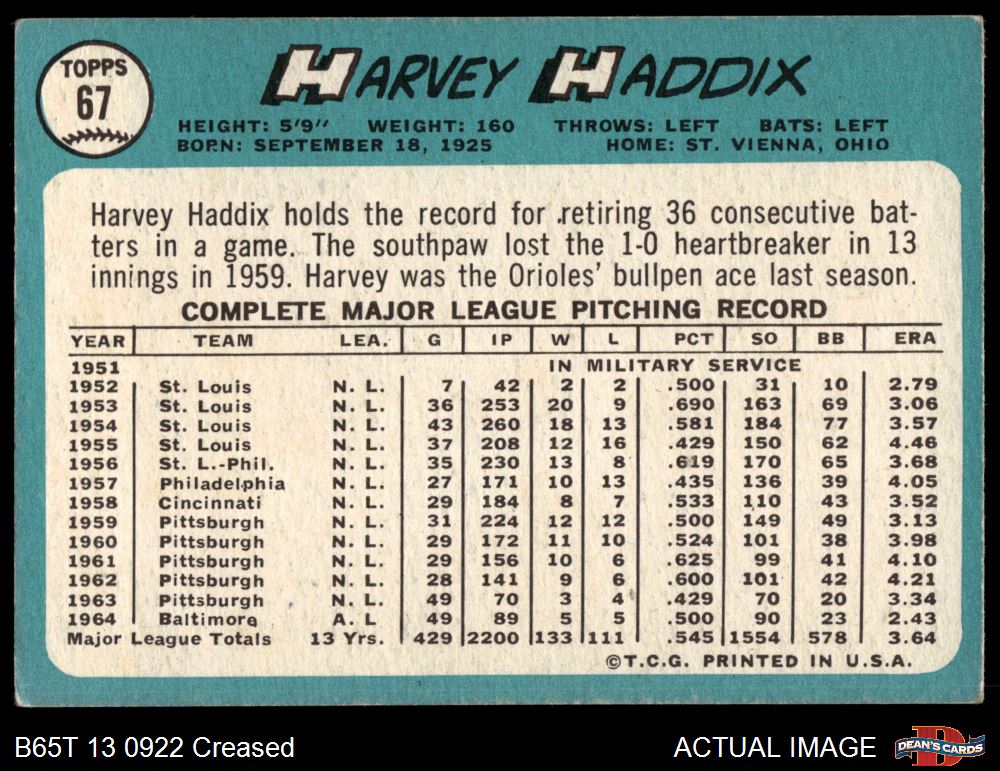 TOPPS
67
HARVEY HADDIX
HEIGHT: 5'9" WEIGHT: 160 THROWS: LEFT BATS: LEFT
BORN: SEPTEMBER 18, 1925 HOME: ST. VIENNA, OHIO
Harvey Haddix holds the record for retiring 36 consecutive bat-
ters in a game. The southpaw lost the 1-0 heartbreaker in 13
innings in 1959. Harvey was the Orioles' bullpen ace last season.
COMPLETE MAJOR LEAGUE PITCHING RECORD
YEAR TEAM LEA. G IP W L PCT SO BB ERA
1951 IN MILITARY SERVICE
1952 St. Louis N. L. 7 42 2 2 .500 31 10 2.79
1953 St. Louis N. L. 36 253 20 9 .690 163 69 3.06
1954 St. Louis N. L. 43 260 18 13 .581 184 77 3.57
1955 St. Louis N. L. 37 208 12 16 .429 150 62 4.46
1956 St. L.-Phil. N. L. 35 230 13 8 .619 170 65 3.68
1957 Philadelphia N. L. 27 171 10 13 .435 136 39 4.05
1958 Cincinnati N. L. 29 184 8 7 .533 110 43 3.52
1959 Pittsburgh N. L. 31 224 12 12 .500 149 49 3.13
1960 Pittsburgh N. L. 29 172 11 10 .524 101 38 3.98
1961 Pittsburgh N. L. 29 156 10 6 .625 99 41 4.10
1962 Pittsburgh N. L. 28 141 9 6 .600 101 42 4.21
1963 Pittsburgh N. L. 49 70 3 4 .429 70 20 3.34
1964 Baltimore A. L 49 89 5 5 .500 90 23 2.43
Major League Totals 13 Yrs. 429 2200 133 111 .545 1554 578 3.64
©T.C.G. PRINTED IN U.S.A.
B65T 13 0922 Creased ACTUAL IMAGE
D
DEAN'S CARDS